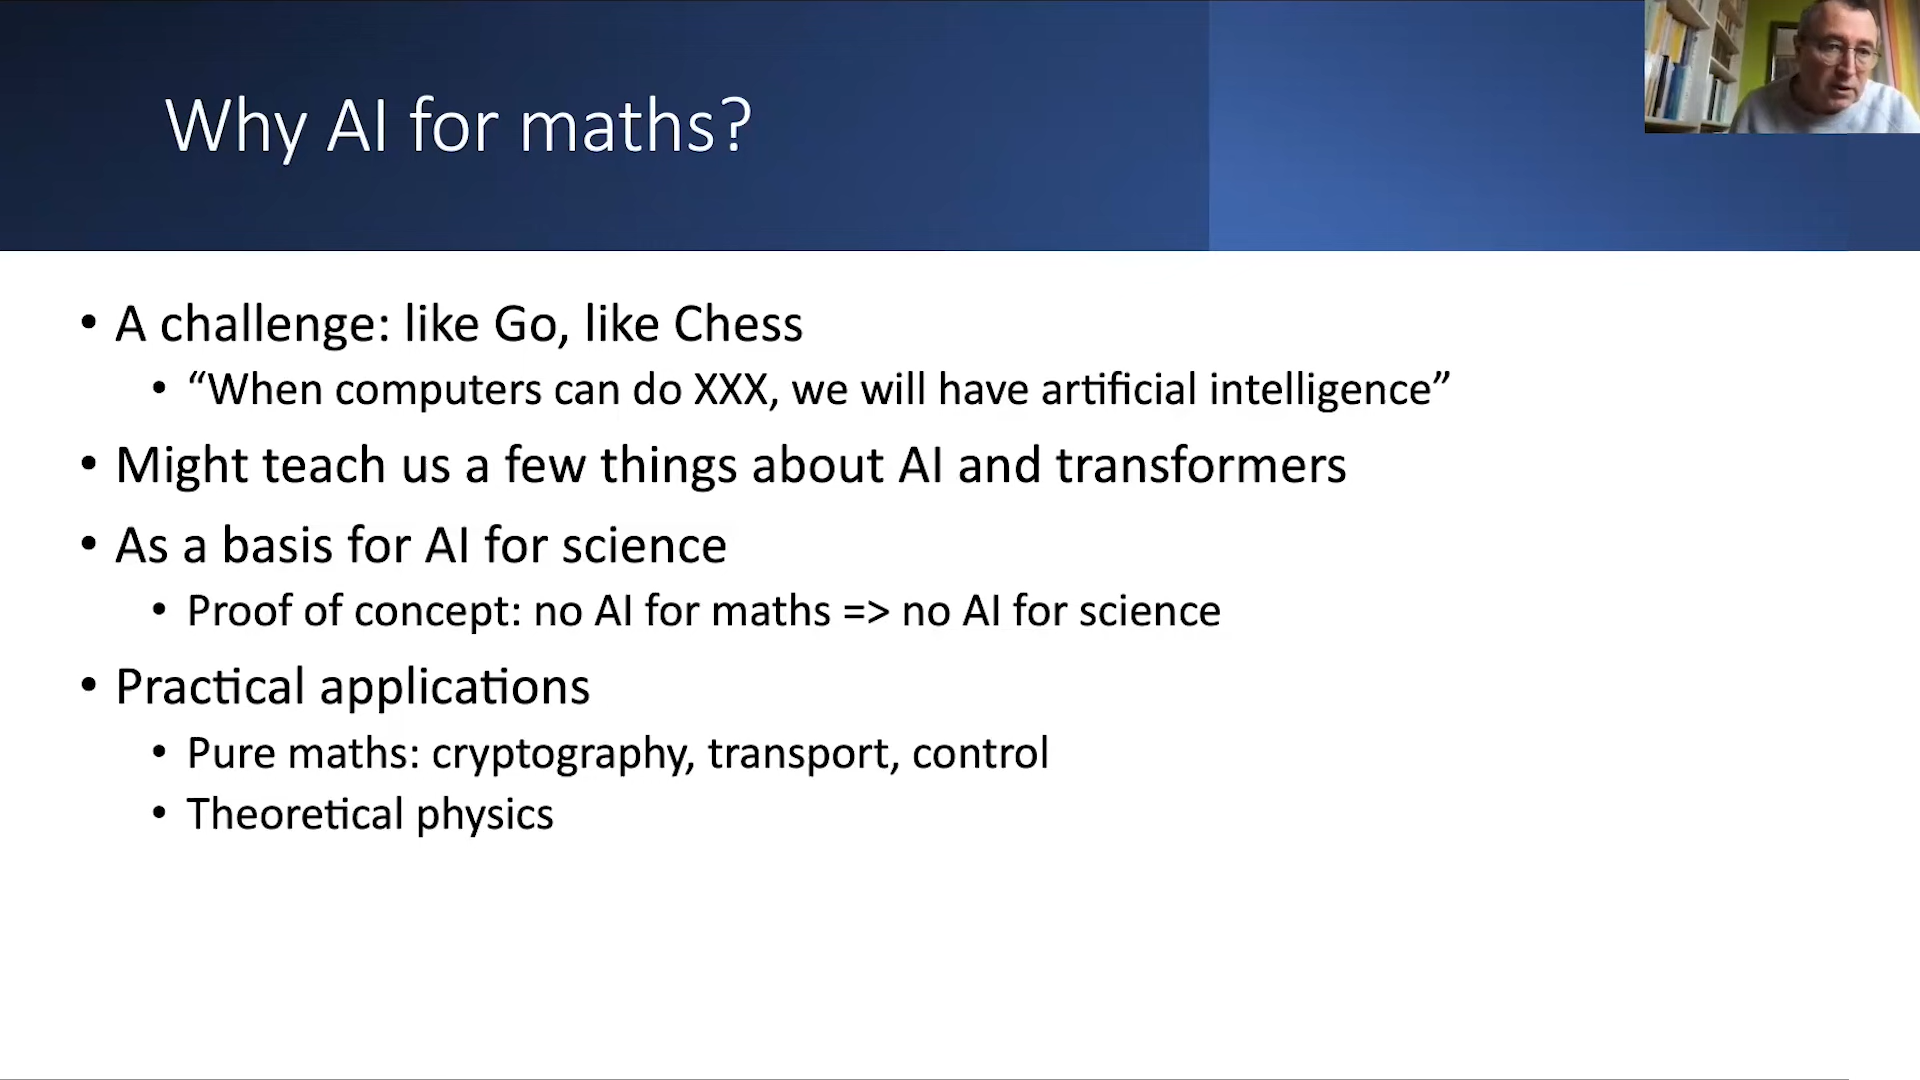 Why AI for maths?
• A challenge: like Go, like Chess
• “When computers can do XXX, we will have artificial intelligence”
• Might teach us a few things about AI and transformers
• As a basis for AI for science
• Proof of concept: no AI for maths => no AI for science
• Practical applications
• Pure maths: cryptography, transport, control
• Theoretical physics